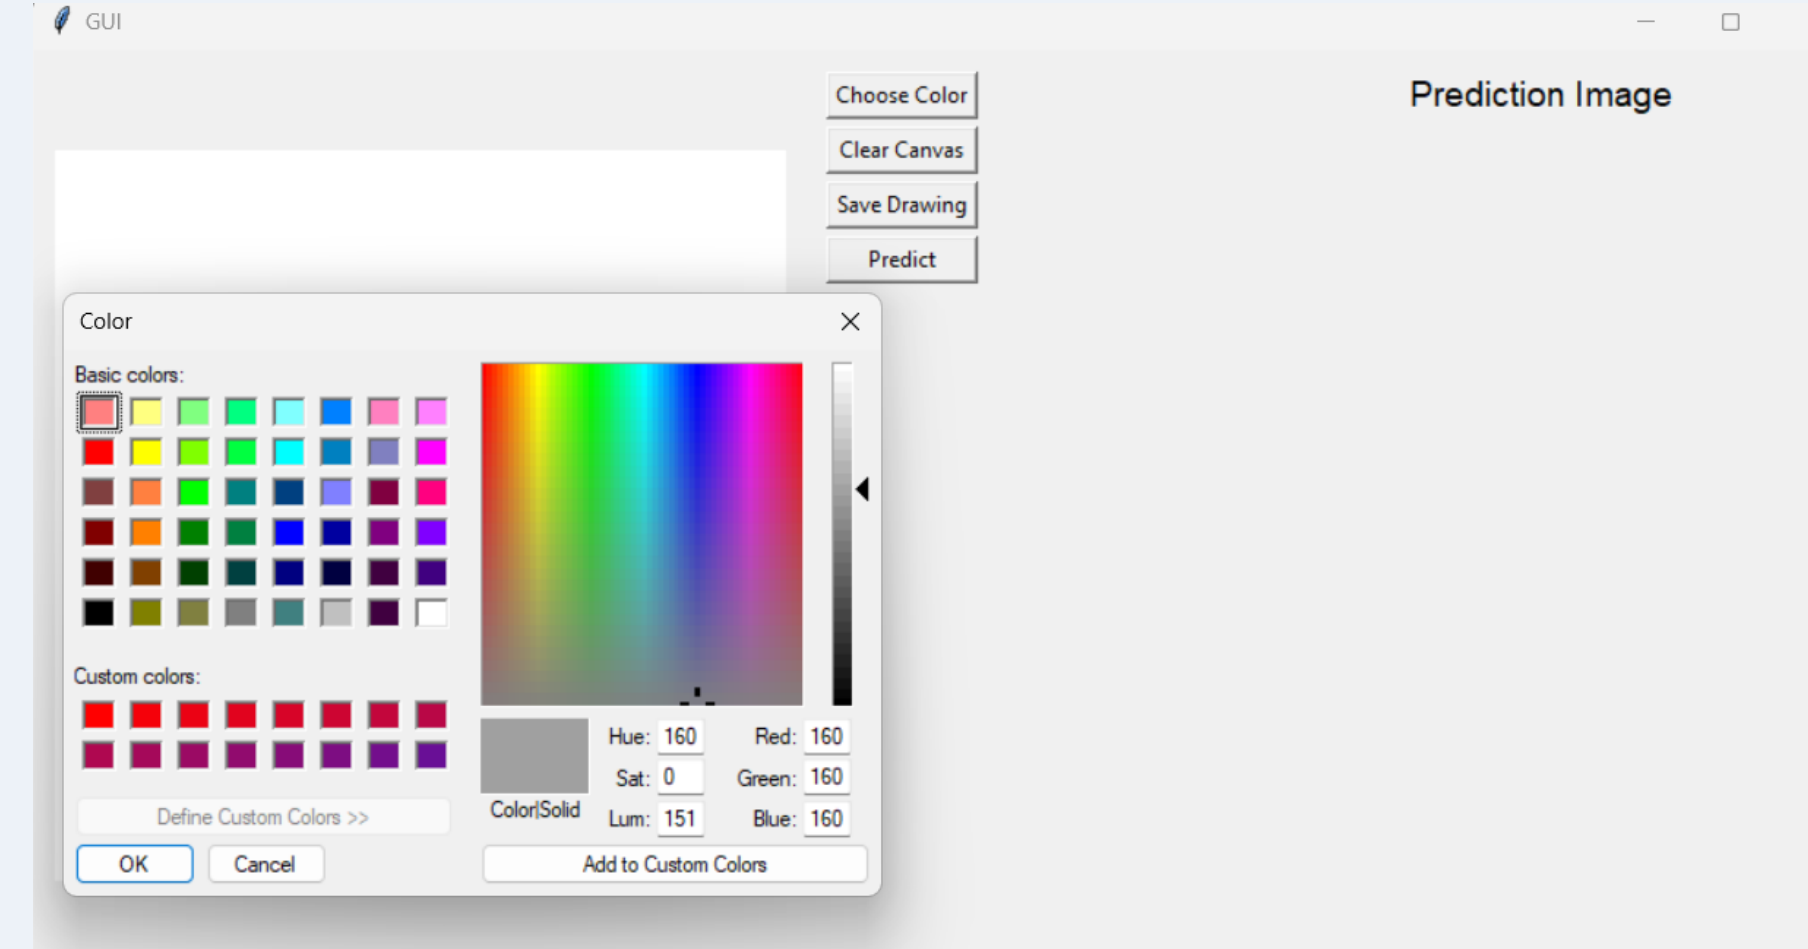 GUI
Choose Color
Clear Canvas
Save Drawing
Predict
Prediction Image
Color
Basic colors:
Custom colors:
Define Custom Colors >>
OK Cancel
Color|Solid
Hue: 160 Red: 160
Sat: 0 Green: 160
Lum: 151 Blue: 160
Add to Custom Colors